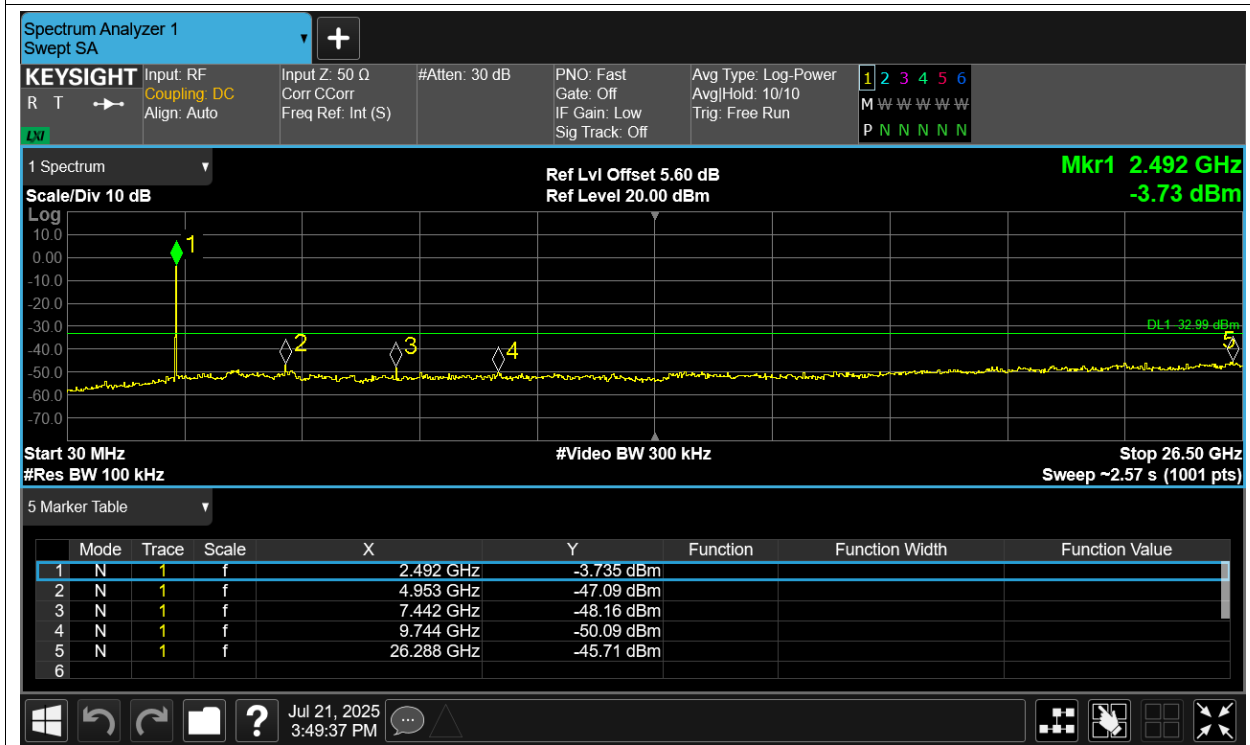 Spectrum Analyzer 1
Swept SA
+
KEYSIGHT
R T
LXI
Input: RF
Coupling: DC
Align: Auto
Input Z: 50 Ω
Corr CCorr
Freq Ref: Int (S)
#Atten: 30 dB
PNO: Fast
Gate: Off
IF Gain: Low
Sig Track: Off
Avg Type: Log-Power
Avg|Hold: 10/10
Trig: Free Run
1 2 3 4 5 6
M W W W W W
P N N N N N
1 Spectrum
Scale/Div 10 dB
Ref Lvl Offset 5.60 dB
Ref Level 20.00 dBm
Mkr1 2.492 GHz
-3.73 dBm
Log
10.0
0.00
-10.0
-20.0
-30.0
-40.0
-50.0
-60.0
-70.0
1
2
3
4
5
DL1 -32.99 dBm
Start 30 MHz
#Res BW 100 kHz
#Video BW 300 kHz
Stop 26.50 GHz
Sweep ~2.57 s (1001 pts)
5 Marker Table
Mode Trace Scale X Y Function Function Width Function Value
1 N 1 f 2.492 GHz -3.735 dBm
2 N 1 f 4.953 GHz -47.09 dBm
3 N 1 f 7.442 GHz -48.16 dBm
4 N 1 f 9.744 GHz -50.09 dBm
5 N 1 f 26.288 GHz -45.71 dBm
6
?
Jul 21, 2025
3:49:37 PM